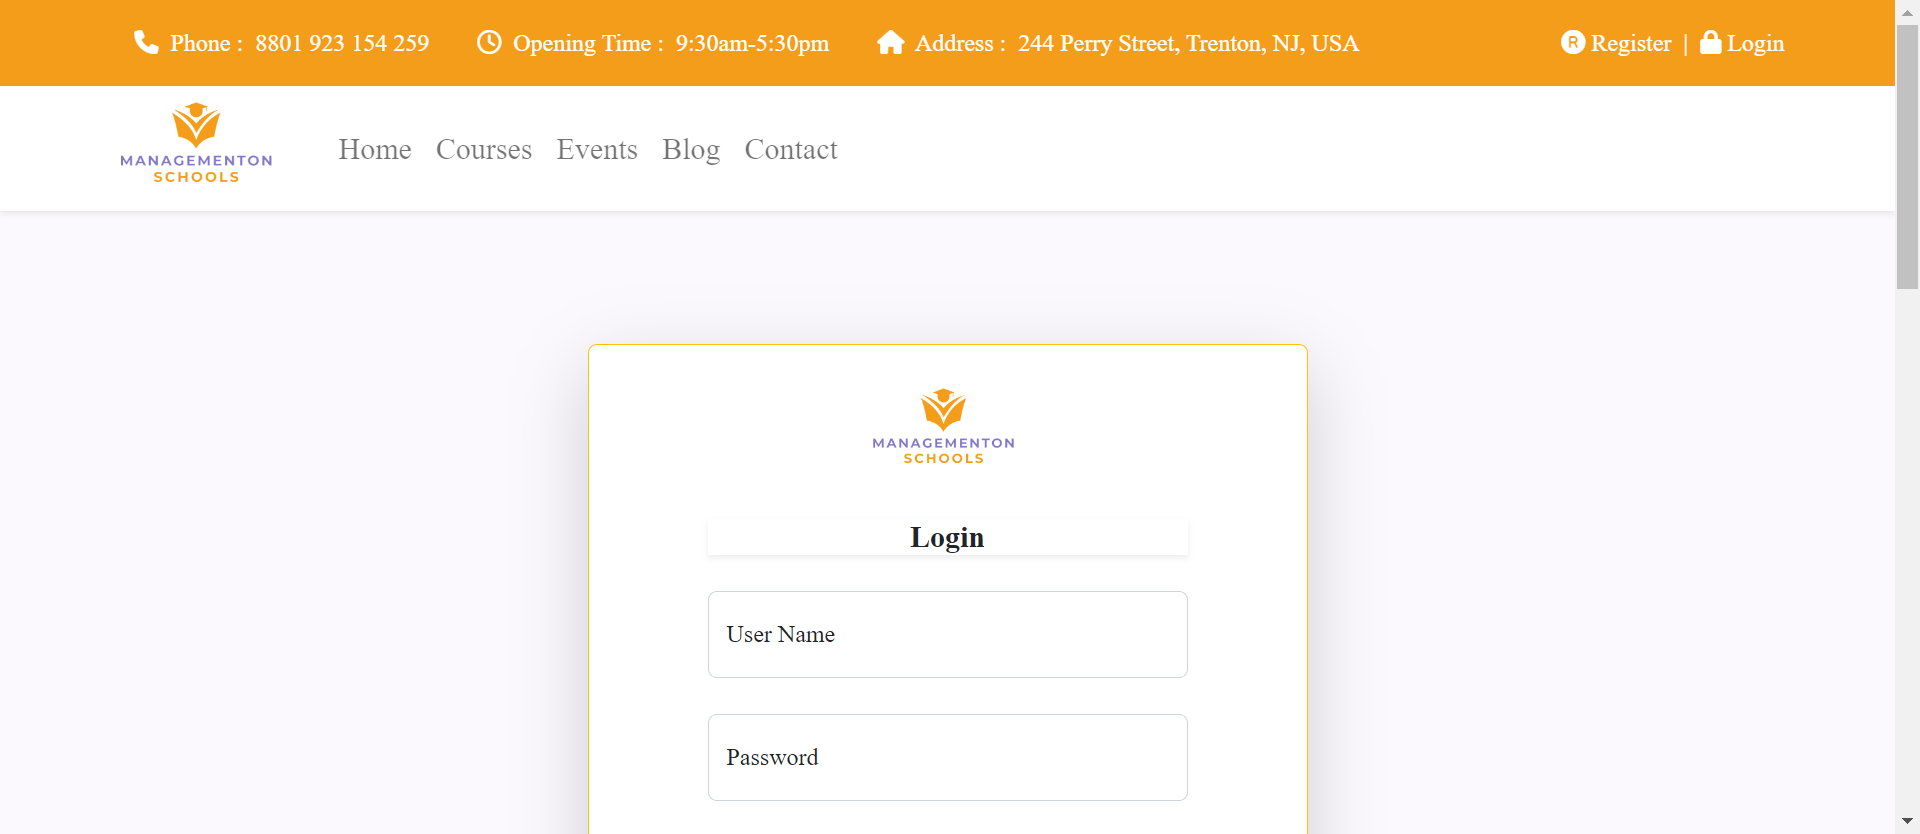 Phone : 8801 923 154 259 Opening Time : 9:30am-5:30pm Address : 244 Perry Street, Trenton, NJ, USA Register | Login
MANAGEMENTON
SCHOOLS
Home Courses Events Blog Contact
MANAGEMENTON
SCHOOLS
Login
User Name
Password